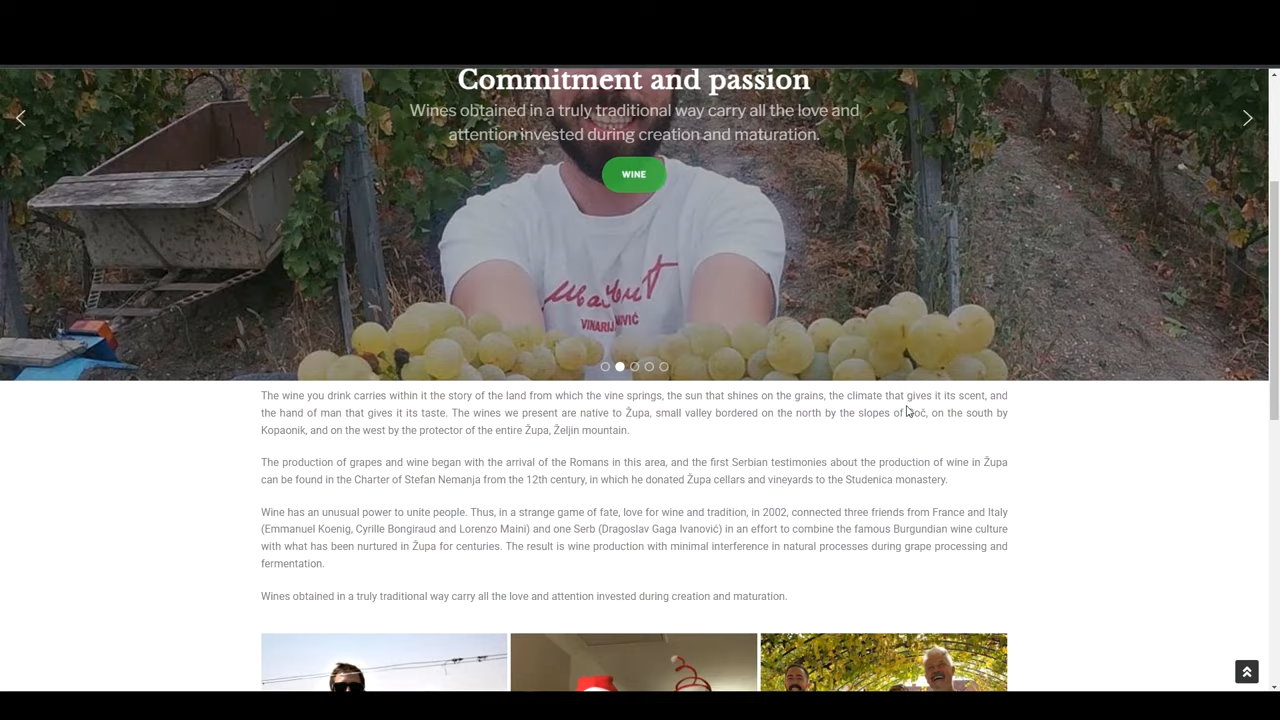 Commitment and passion
Wines obtained in a truly traditional way carry all the love and
attention invested during creation and maturation.
WINE
The wine you drink carries within it the story of the land from which the vine springs, the sun that shines on the grains, the climate that gives it its scent, and
the hand of man that gives it its taste. The wines we present are native to Župa, small valley bordered on the north by the slopes of on the south by
Kopaonik, and on the west by the protector of the entire Župa, Željin mountain.
The production of grapes and wine began with the arrival of the Romans in this area, and the first Serbian testimonies about the production of wine in Župa
can be found in the Charter of Stefan Nemanja from the 12th century, in which he donated Župa cellars and vineyards to the Studenica monastery.
Wine has an unusual power to unite people. Thus, in a strange game of fate, love for wine and tradition, in 2002, connected three friends from France and Italy
(Emmanuel Koenig, Cyrille Bongiraud and Lorenzo Maini) and one Serb (Dragoslav Gaga Ivanović) in an effort to combine the famous Burgundian wine culture
with what has been nurtured in Župa for centuries. The result is wine production with minimal interference in natural processes during grape processing and
fermentation.
Wines obtained in a truly traditional way carry all the love and attention invested during creation and maturation.